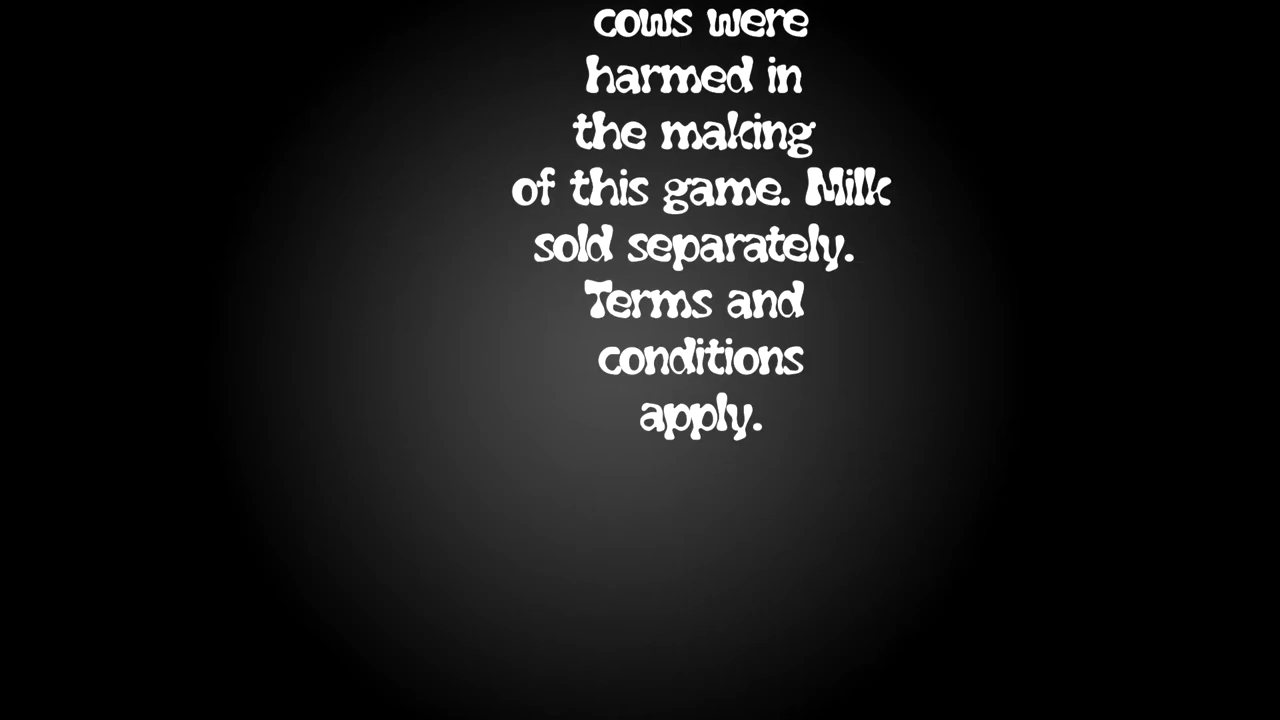 cows were
harmed in
the making
of this game. Milk
sold separately.
Terms and
conditions
apply.